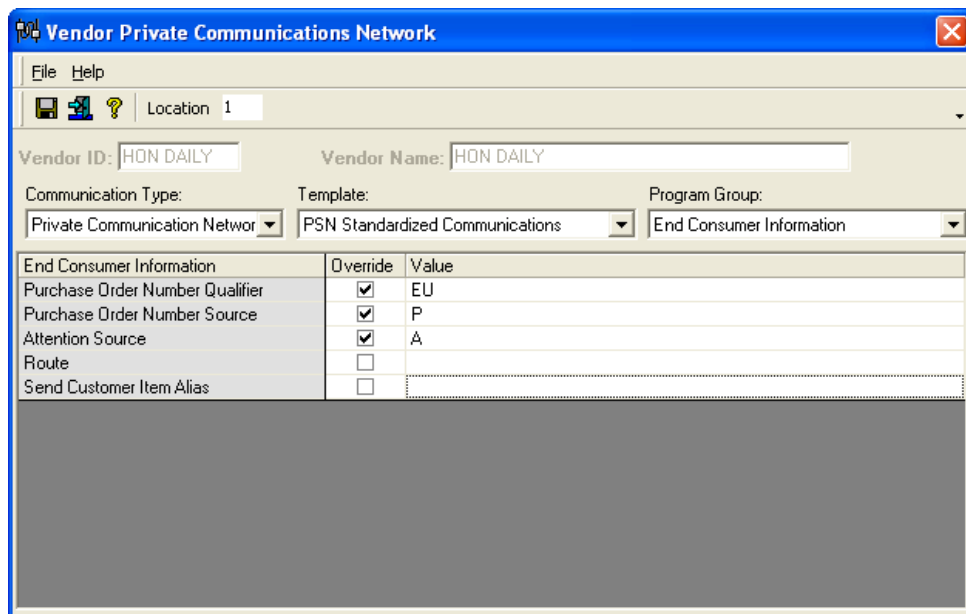 Vendor Private Communications Network
File Help
Location 1
Vendor ID: HON DAILY Vendor Name: HON DAILY
Communication Type: Template: Program Group:
Private Communication Networ PSN Standardized Communications End Consumer Information
End Consumer Information Override Value
Purchase Order Number Qualifier EU
Purchase Order Number Source P
Attention Source A
Route
Send Customer Item Alias